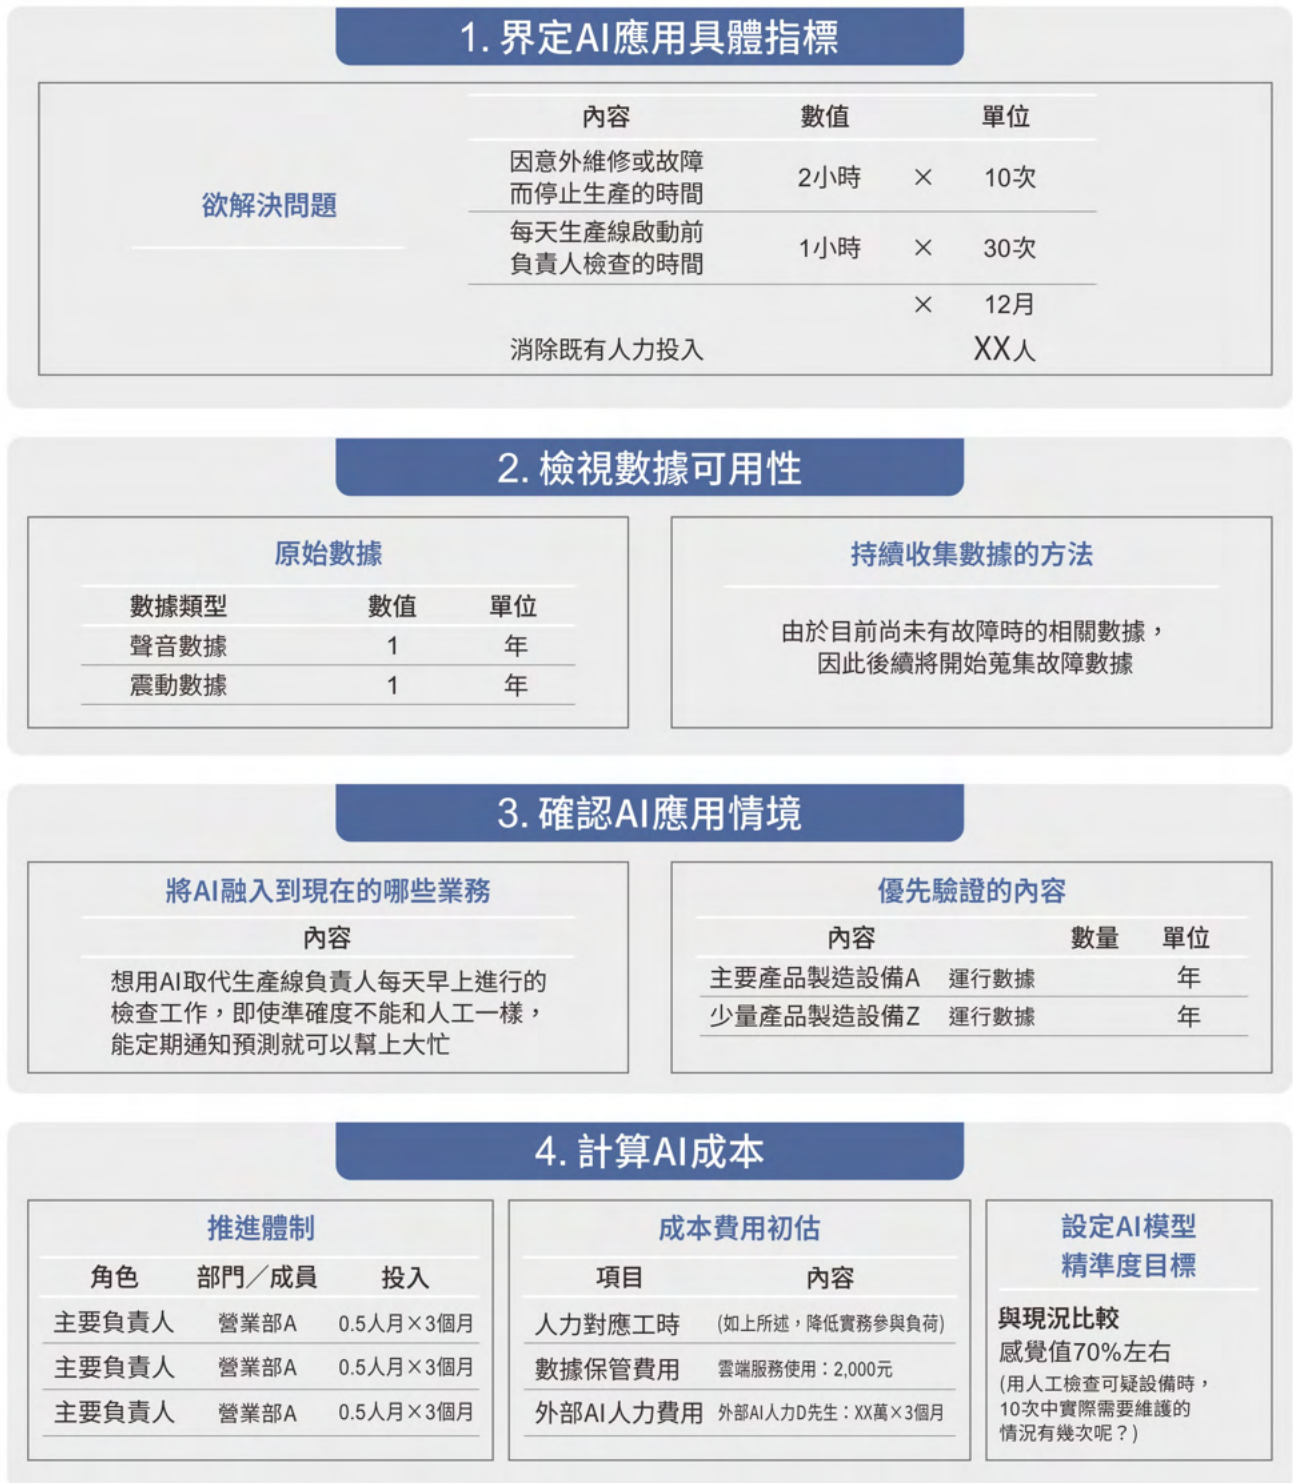 1. 界定AI應用具體指標
欲解決問題
內容 數值 單位
因意外維修或故障
而停止生產的時間
2小時 × 10次
每天生產線啟動前
負責人檢查的時間
1小時 × 30次
× 12月
消除既有人力投入 XX人
2. 檢視數據可用性
原始數據
數據類型 數值 單位
聲音數據 1 年
震動數據 1 年
持續收集數據的方法
由於目前尚未有故障時的相關數據，
因此後續將開始蒐集故障數據
3. 確認AI應用情境
將AI融入到現在的哪些業務
內容
想用AI取代生產線負責人每天早上進行的
檢查工作，即使準確度不能和人工一樣，
能定期通知預測就可以幫上大忙
優先驗證的內容
內容 數量 單位
主要產品製造設備A 運行數據 年
少量產品製造設備Z 運行數據 年
4. 計算AI成本
推進體制
角色 部門／成員 投入
主要負責人 營業部A 0.5人月×3個月
主要負責人 營業部A 0.5人月×3個月
主要負責人 營業部A 0.5人月×3個月
成本費用初估
項目 內容
人力對應工時 (如上所述，降低實務參與負荷)
數據保管費用 雲端服務使用：2,000元
外部AI人力費用 外部AI人力D先生：XX萬×3個月
設定AI模型
精準度目標
與現況比較
感覺值70%左右
(用人工檢查可疑設備時，
10次中實際需要維護的
情況有幾次呢？)